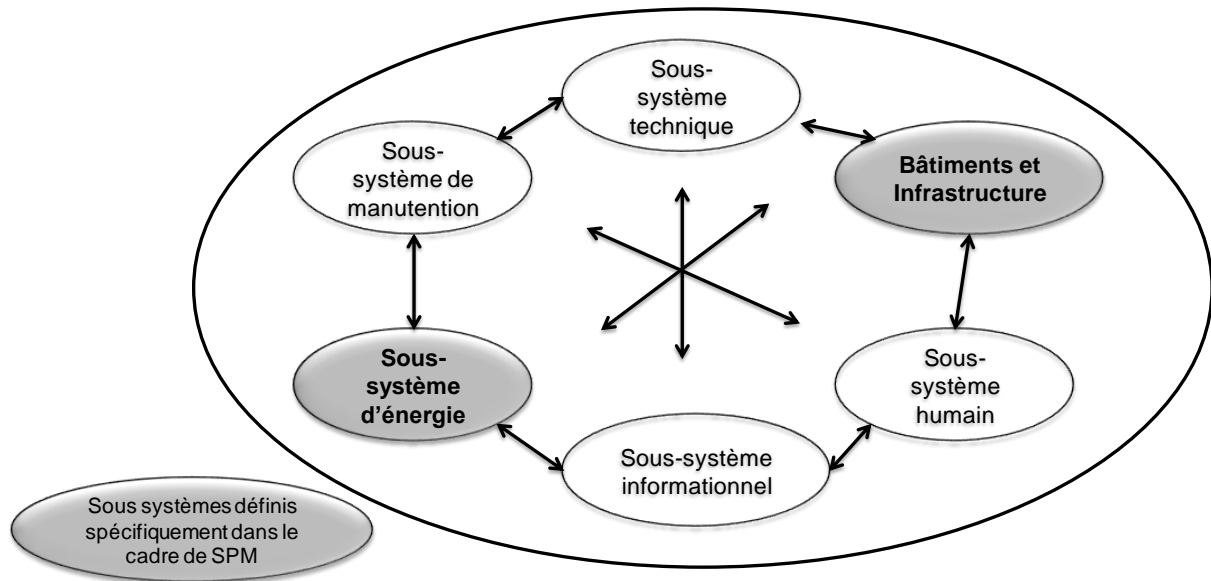 Sous-
système
technique
Sous-
système de
manutention
Bâtiments et
Infrastructure
Sous-
système
d’énergie
Sous-
système
humain
Sous-système
informationnel
Sous systèmes définis
spécifiquement dans le
cadre de SPM